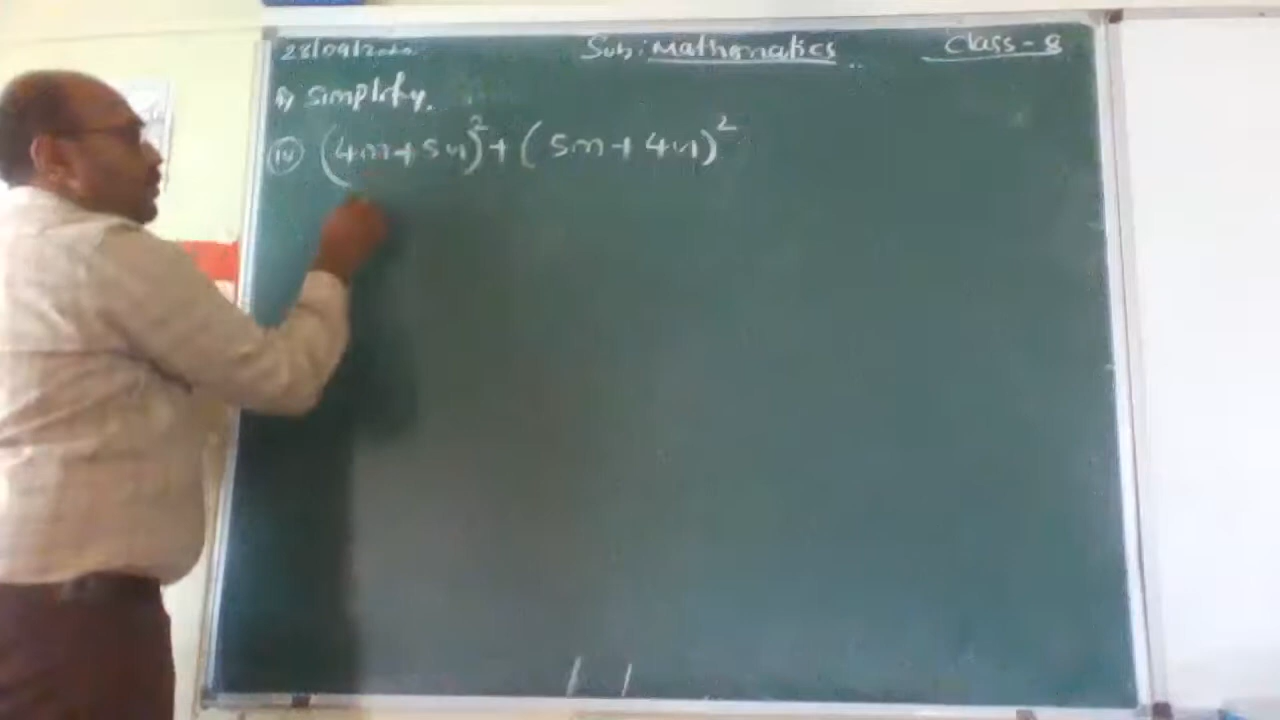 28/09/2020 Sub: Mathematics Class - 8
Simplify.
(iv) (4m+5n)² + (5m+4n)²